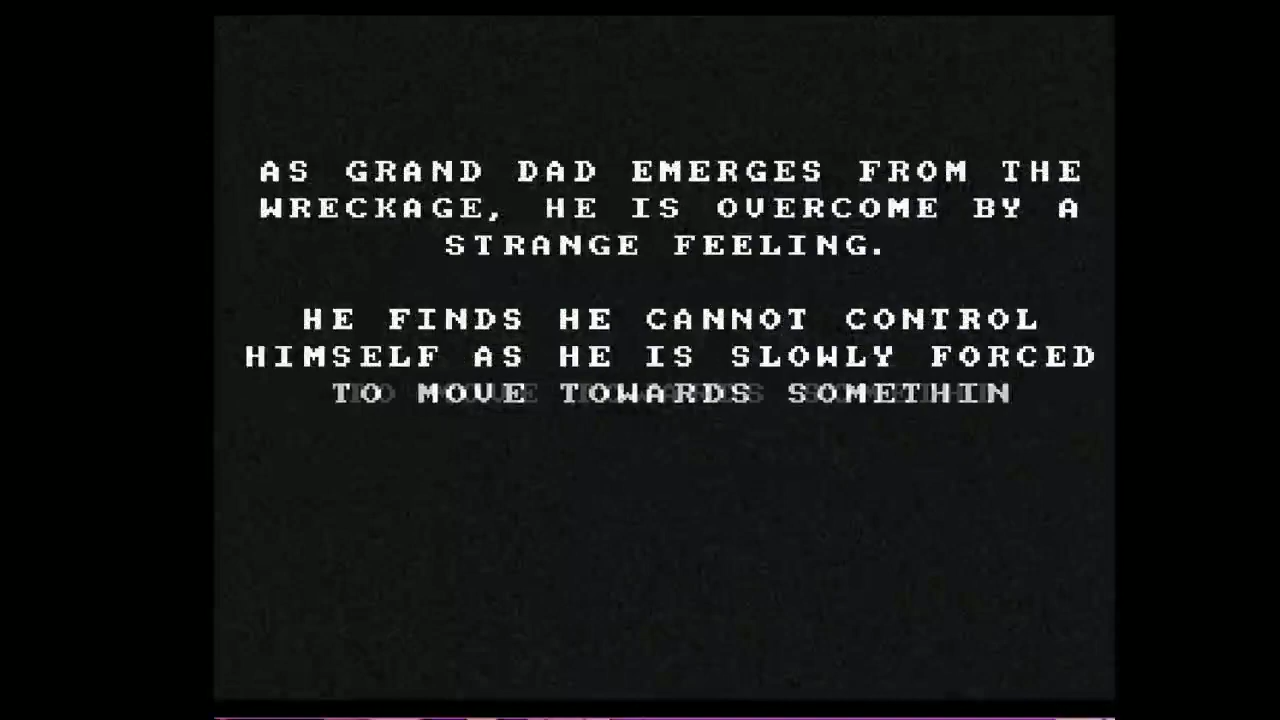 AS GRAND DAD EMERGES FROM THE
WRECKAGE, HE IS OVERCOME BY A
STRANGE FEELING.
HE FINDS HE CANNOT CONTROL
HIMSELF AS HE IS SLOWLY FORCED
TO MOVE TOWARDS SOMETHIN